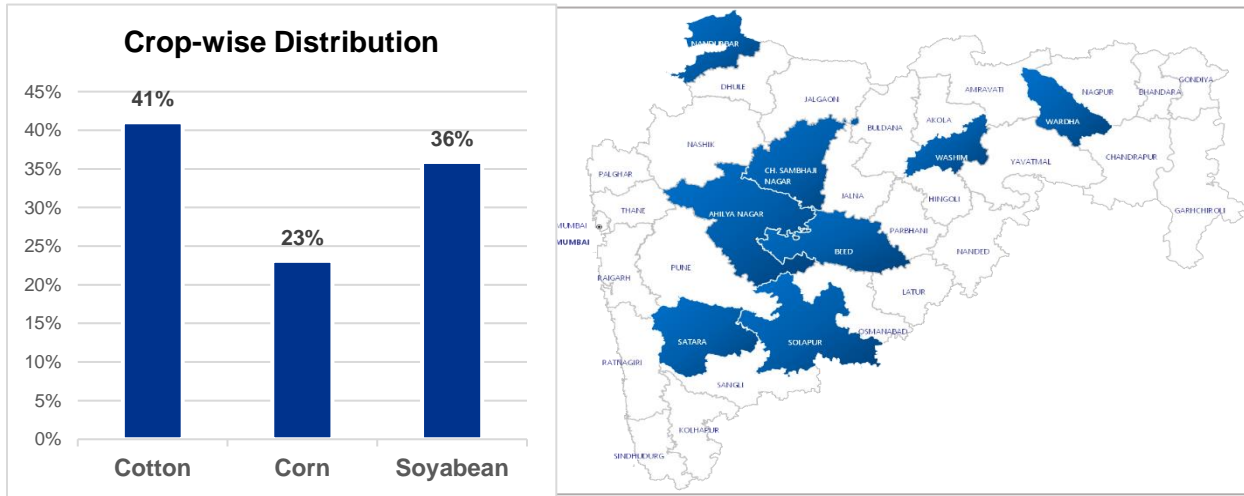 Crop-wise Distribution
45%
40%
35%
30%
25%
20%
15%
10%
5%
0%
41%
23%
36%
Cotton
Corn
Soyabean
NANDURBAR
DHULE
JALGAON
NASHIK
BULDANA
AKOLA
AMRAVATI
NAGPUR
BHANDARA
GONDIYA
WARDHA
WASHIM
YAVATMAL
CHANDRAPUR
GARHCHIROLI
PALGHAR
THANE
MUMBAI
MUMBAI
RAIGARH
PUNE
CH. SAMBHAJI
NAGAR
AHILYA NAGAR
JALNA
HINGOLI
PARBHANI
NANDED
BEED
LATUR
OSMANABAD
SATARA
SOLAPUR
RATNAGIRI
SANGLI
KOLHAPUR
SINDHUDURG